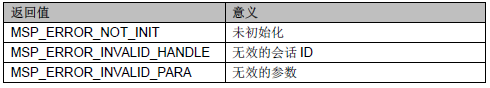 返回值 意义
MSP_ERROR_NOT_INIT 未初始化
MSP_ERROR_INVALID_HANDLE 无效的会话 ID
MSP_ERROR_INVALID_PARA 无效的参数